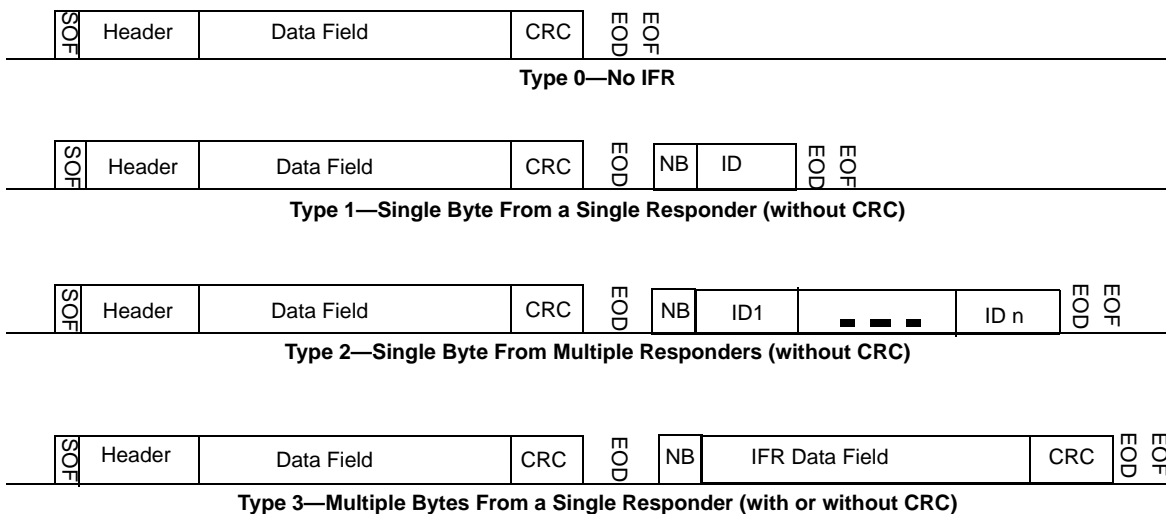 SOF Header Data Field CRC EOD EOF
Type 0—No IFR
SOF Header Data Field CRC EOD NB ID EOD EOF
Type 1—Single Byte From a Single Responder (without CRC)
SOF Header Data Field CRC EOD NB ID1 ID n EOD EOF
Type 2—Single Byte From Multiple Responders (without CRC)
SOF Header Data Field CRC EOD NB IFR Data Field CRC EOD EOF
Type 3—Multiple Bytes From a Single Responder (with or without CRC)